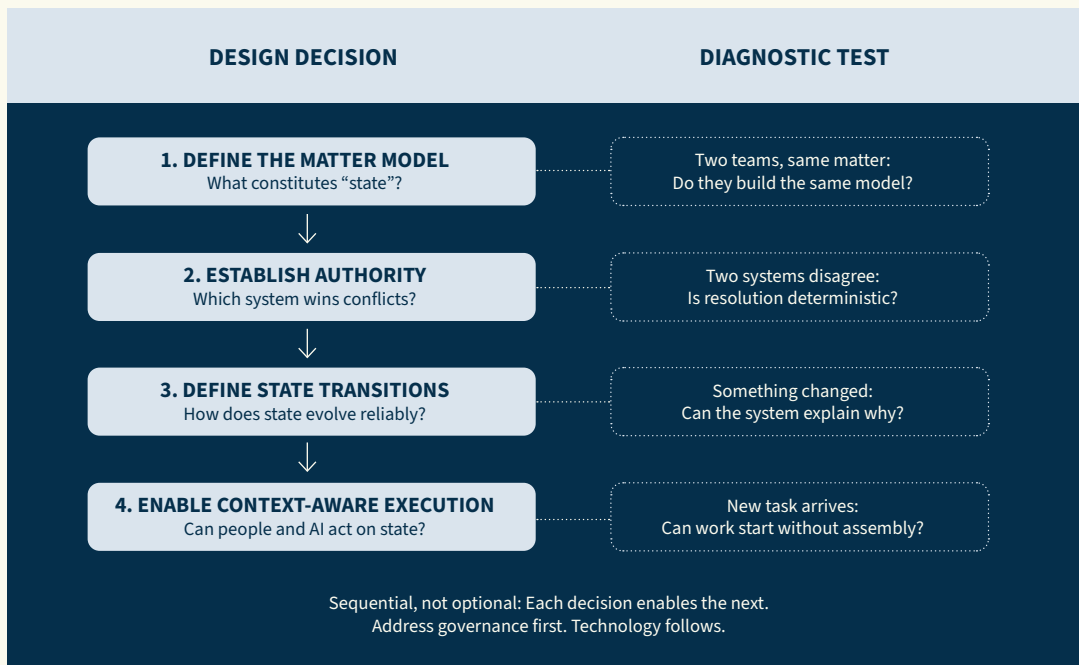 DESIGN DECISION
DIAGNOSTIC TEST
1. DEFINE THE MATTER MODEL
What constitutes “state”?
Two teams, same matter:
Do they build the same model?
2. ESTABLISH AUTHORITY
Which system wins conflicts?
Two systems disagree:
Is resolution deterministic?
3. DEFINE STATE TRANSITIONS
How does state evolve reliably?
Something changed:
Can the system explain why?
4. ENABLE CONTEXT-AWARE EXECUTION
Can people and AI act on state?
New task arrives:
Can work start without assembly?
Sequential, not optional: Each decision enables the next.
Address governance first. Technology follows.